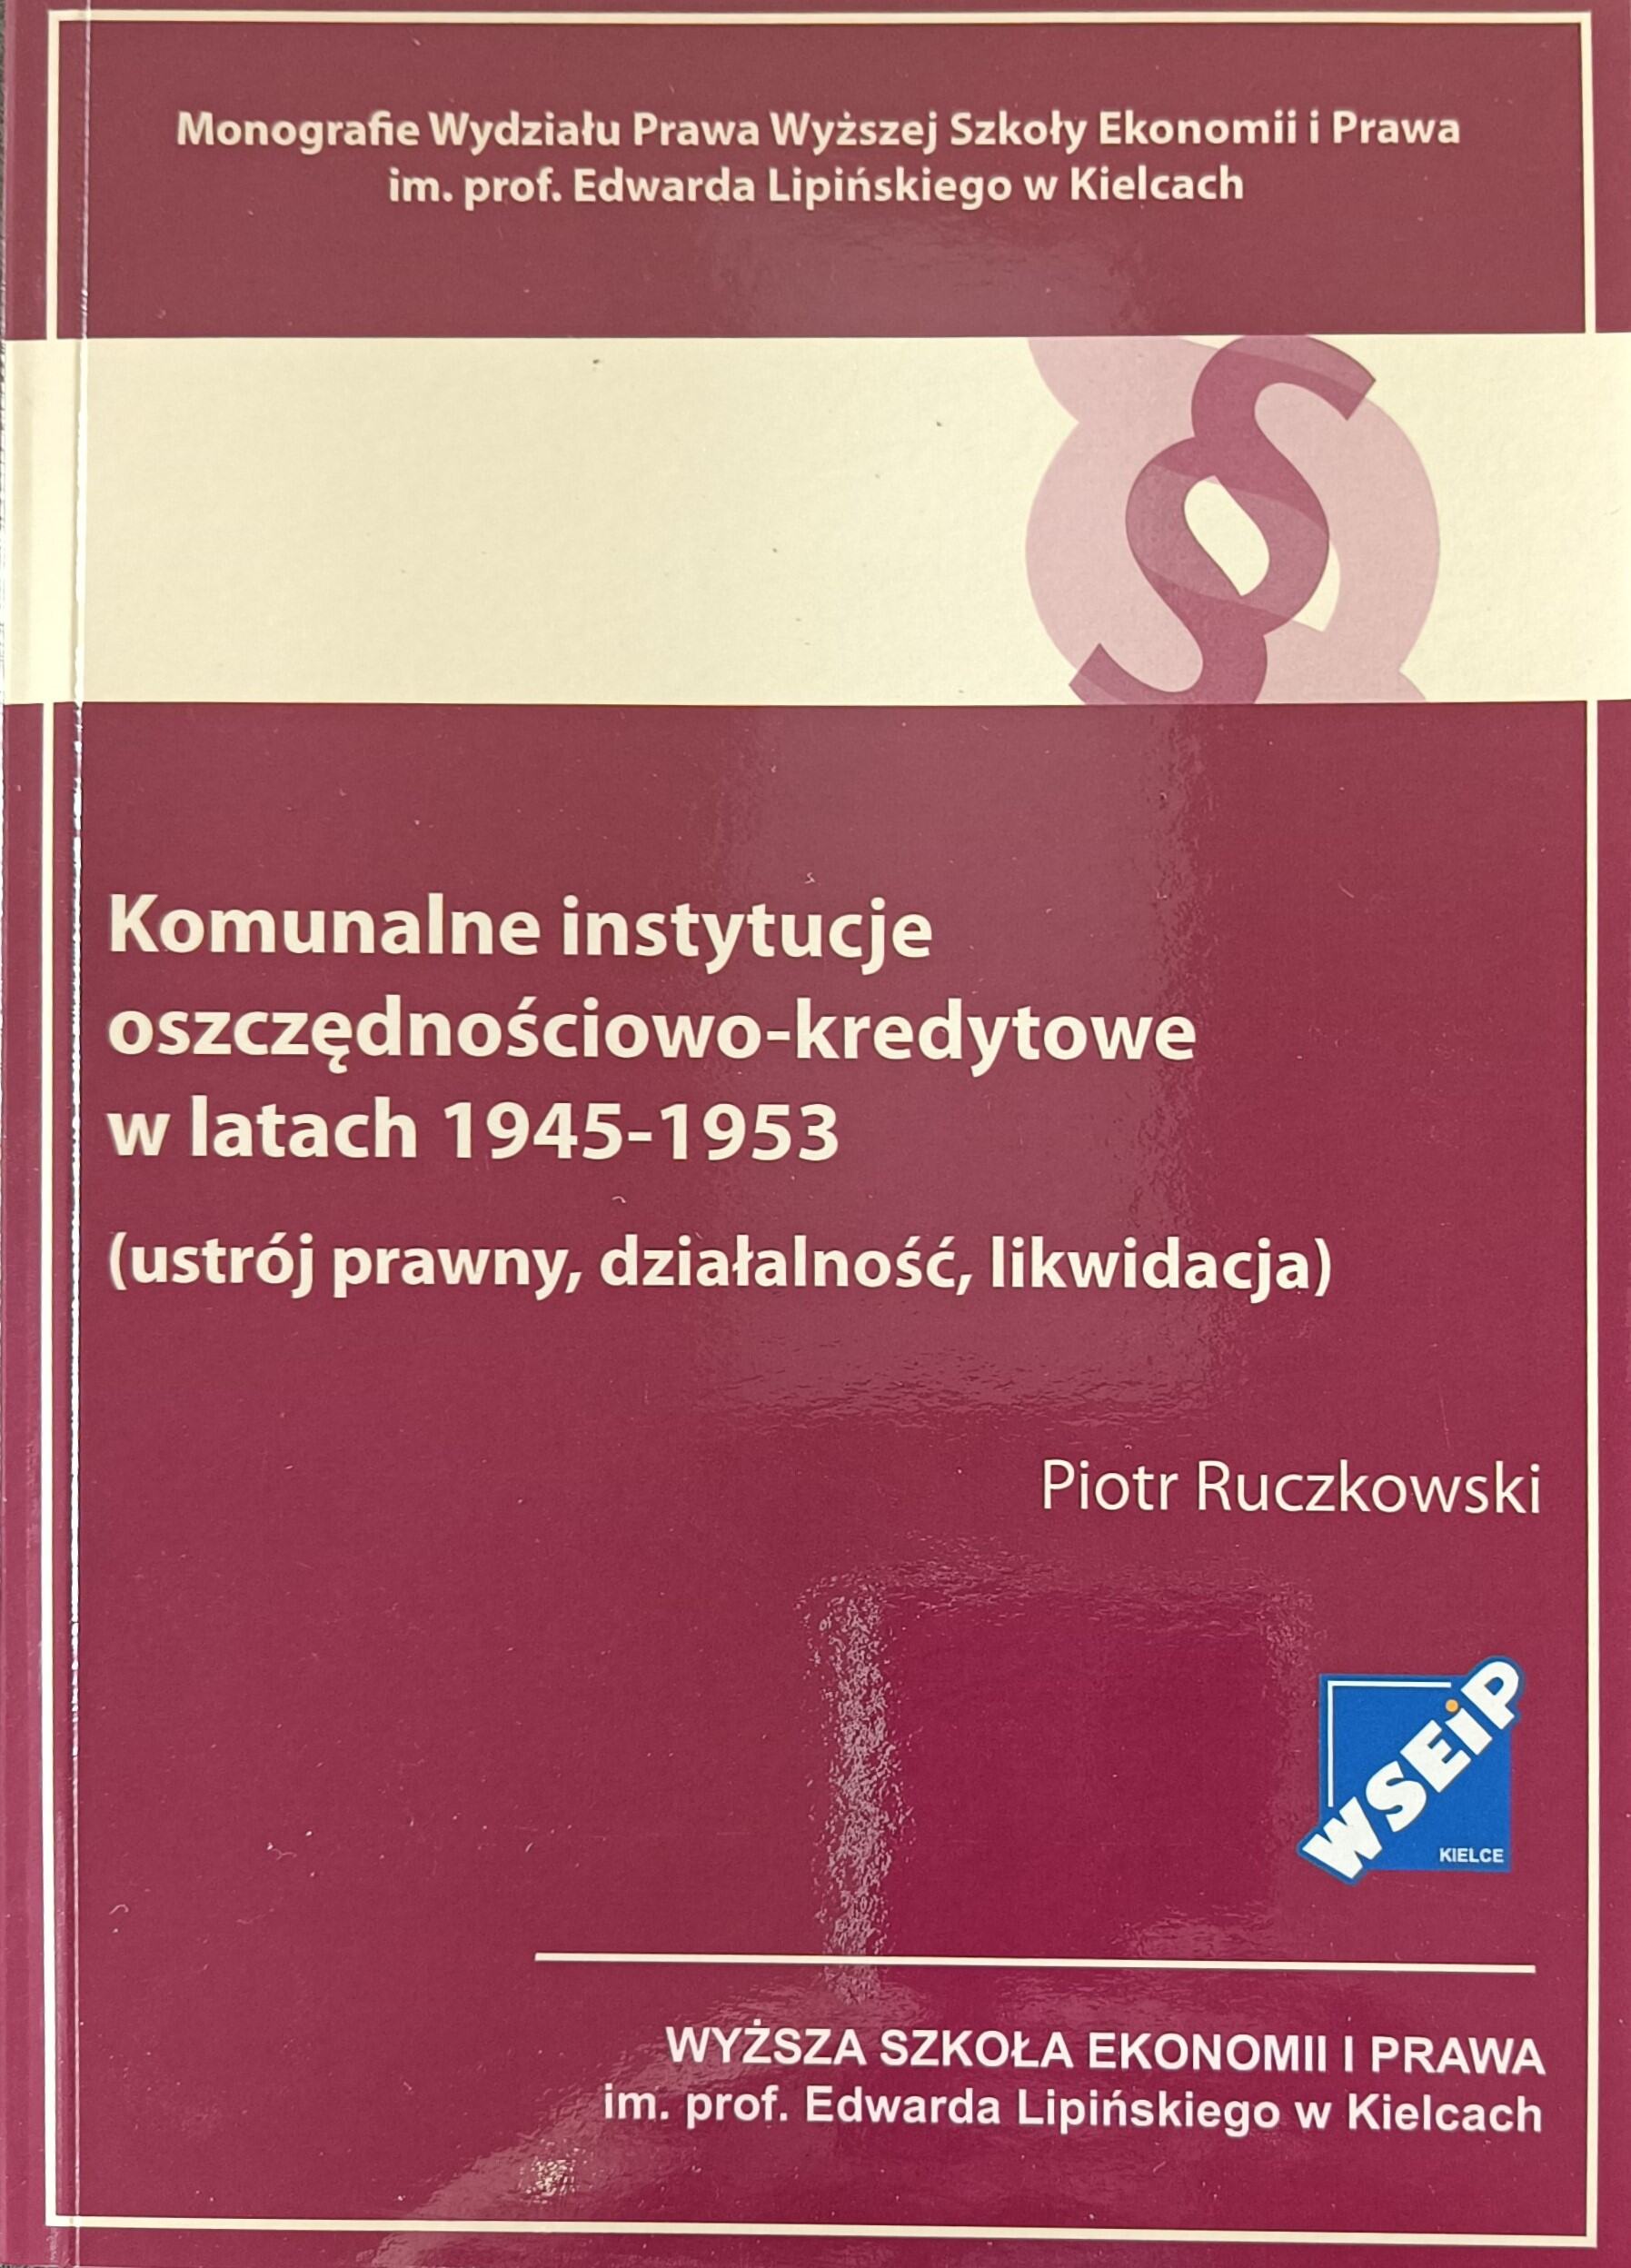 Monografie Wydziału Prawa Wyższej Szkoły Ekonomii i Prawa
im. prof. Edwarda Lipińskiego w Kielcach
Komunalne instytucje
oszczędnościowo-kredytowe
w latach 1945-1953
(ustrój prawny, działalność, likwidacja)
Piotr Ruczkowski
WSEiP
KIELCE
WYŻSZA SZKOŁA EKONOMII I PRAWA
im. prof. Edwarda Lipińskiego w Kielcach